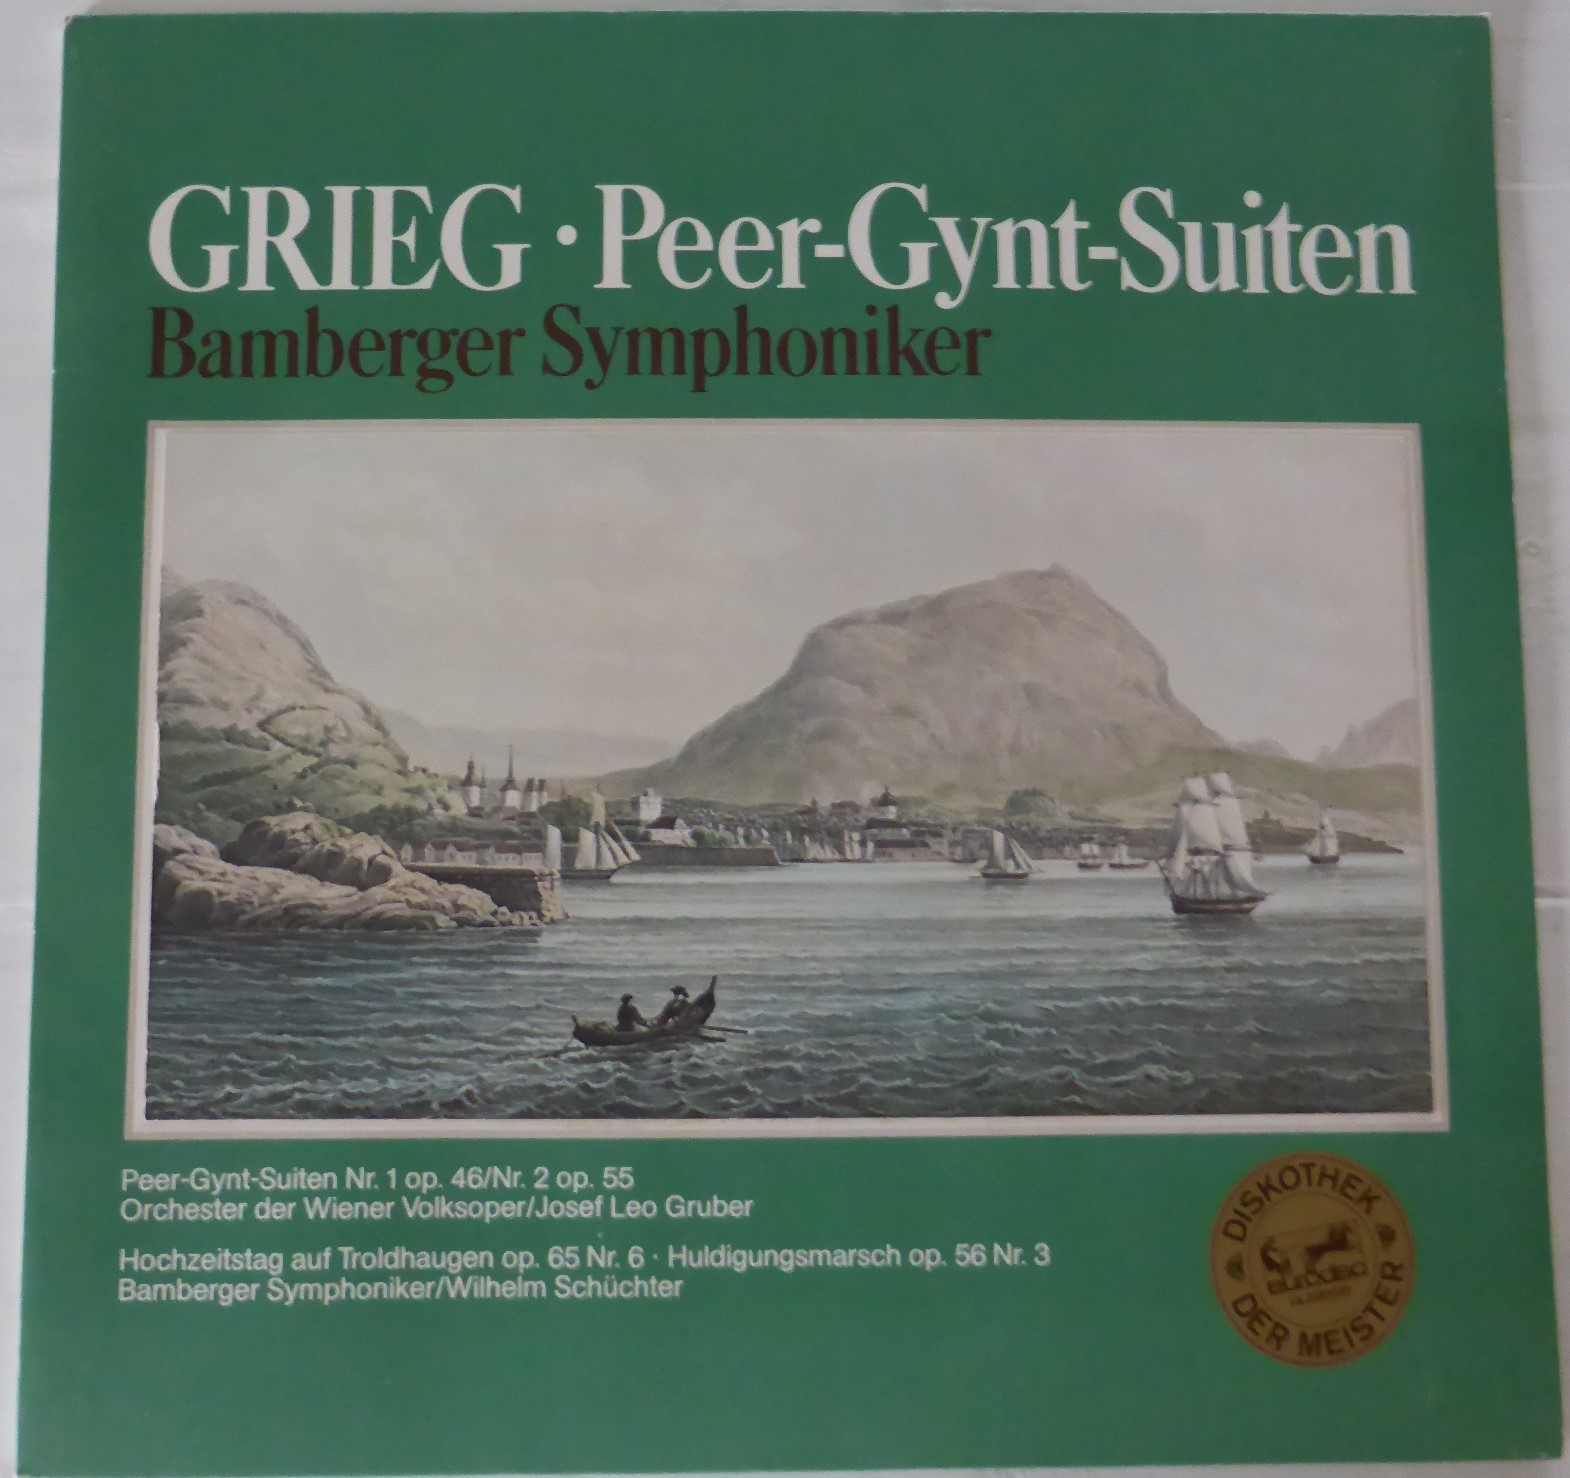 GRIEG · Peer-Gynt-Suiten
Bamberger Symphoniker
Peer-Gynt-Suiten Nr. 1 op. 46/Nr. 2 op. 55
Orchester der Wiener Volksoper/Josef Leo Gruber
Hochzeitstag auf Troldhaugen op. 65 Nr. 6 · Huldigungsmarsch op. 56 Nr. 3
Bamberger Symphoniker/Wilhelm Schüchter
DISKOTHEK
eurodisc
DER MEISTER